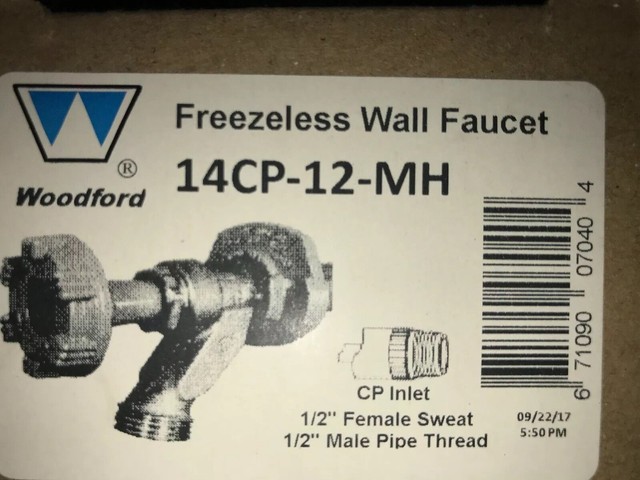 Freezeless Wall Faucet
14CP-12-MH
®
Woodford
CP Inlet
1/2" Female Sweat
1/2" Male Pipe Thread
6 71090 07040 4
09/22/17
5:50 PM